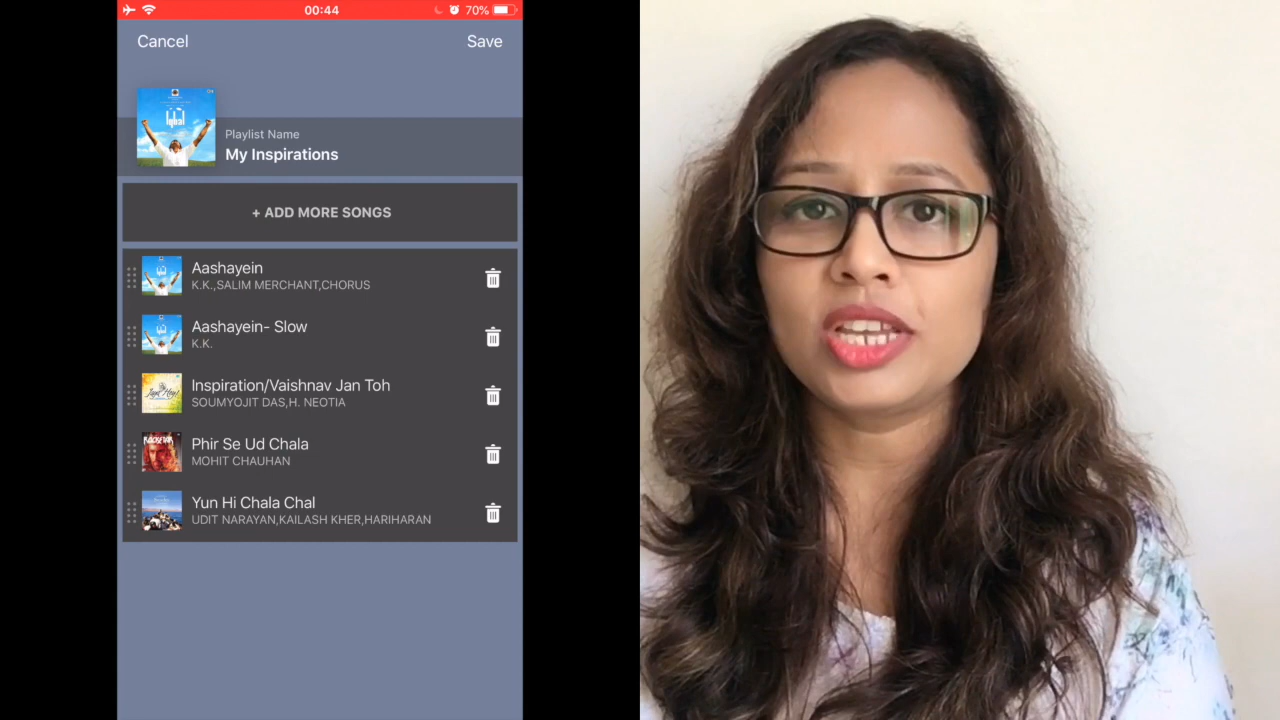 00:44
70%
Cancel
Save
Iqbal
Playlist Name
My Inspirations
+ ADD MORE SONGS
Aashayein
K.K.,SALIM MERCHANT,CHORUS
Aashayein- Slow
K.K.
Inspiration/Vaishnav Jan Toh
SOUMYOJIT DAS,H. NEOTIA
ROCKSTAR
Phir Se Ud Chala
MOHIT CHAUHAN
Yun Hi Chala Chal
UDIT NARAYAN,KAILASH KHER,HARIHARAN